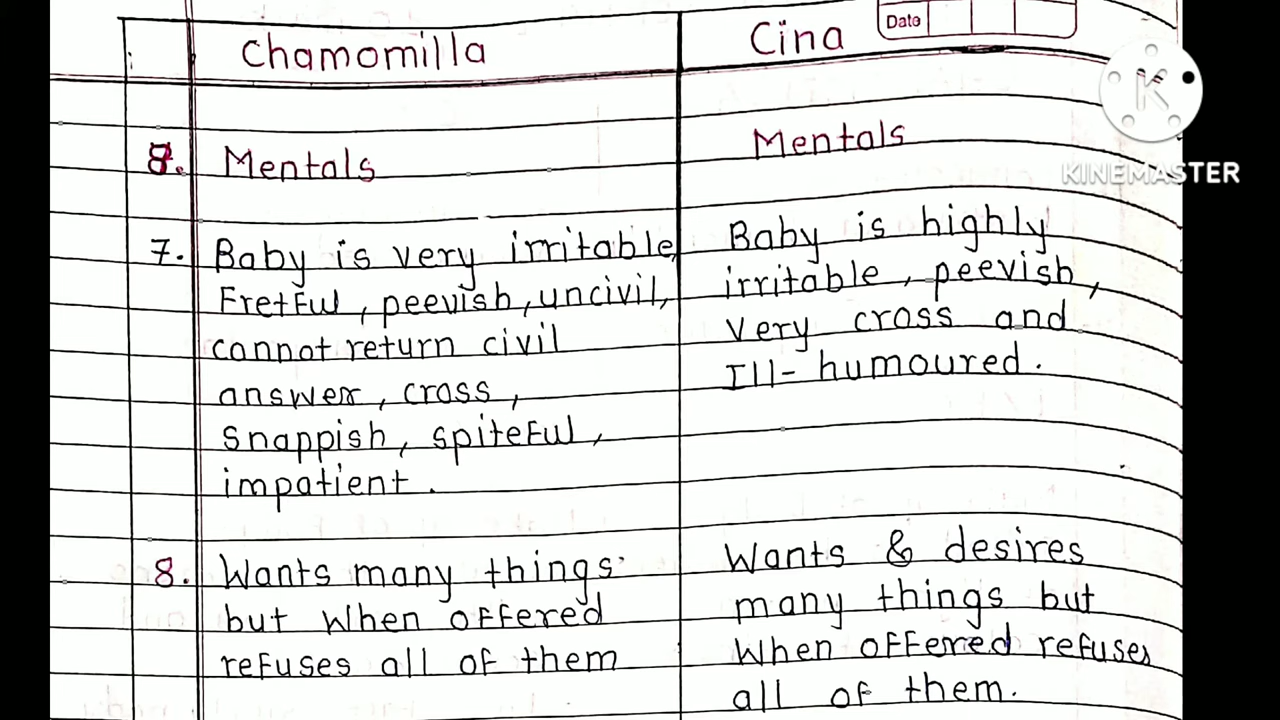 Chamomilla
Cina
Date
K
KINEMASTER
8. Mentals
Mentals
7. Baby is very irritable,
FretFul, peevish, uncivil,
cannot return civil
answer, cross,
Snappish, spiteFul,
impatient.
Baby is highly
irritable, peevish,
very cross and
Ill-humoured.
8. Wants many things
but when oFFered
reFuses all of them
Wants & desires
many things but
when oFFered reFuses
all of them.